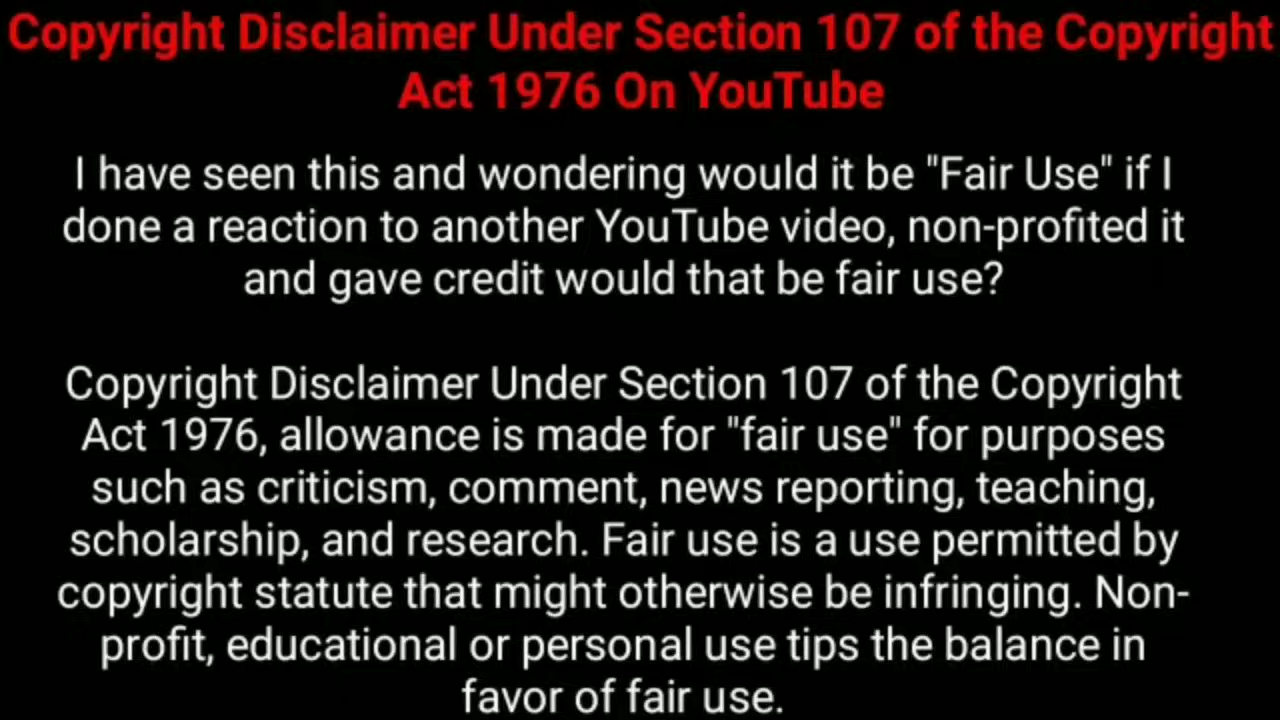 Copyright Disclaimer Under Section 107 of the Copyright
Act 1976 On YouTube
I have seen this and wondering would it be "Fair Use" if I
done a reaction to another YouTube video, non-profited it
and gave credit would that be fair use?
Copyright Disclaimer Under Section 107 of the Copyright
Act 1976, allowance is made for "fair use" for purposes
such as criticism, comment, news reporting, teaching,
scholarship, and research. Fair use is a use permitted by
copyright statute that might otherwise be infringing. Non-
profit, educational or personal use tips the balance in
favor of fair use.